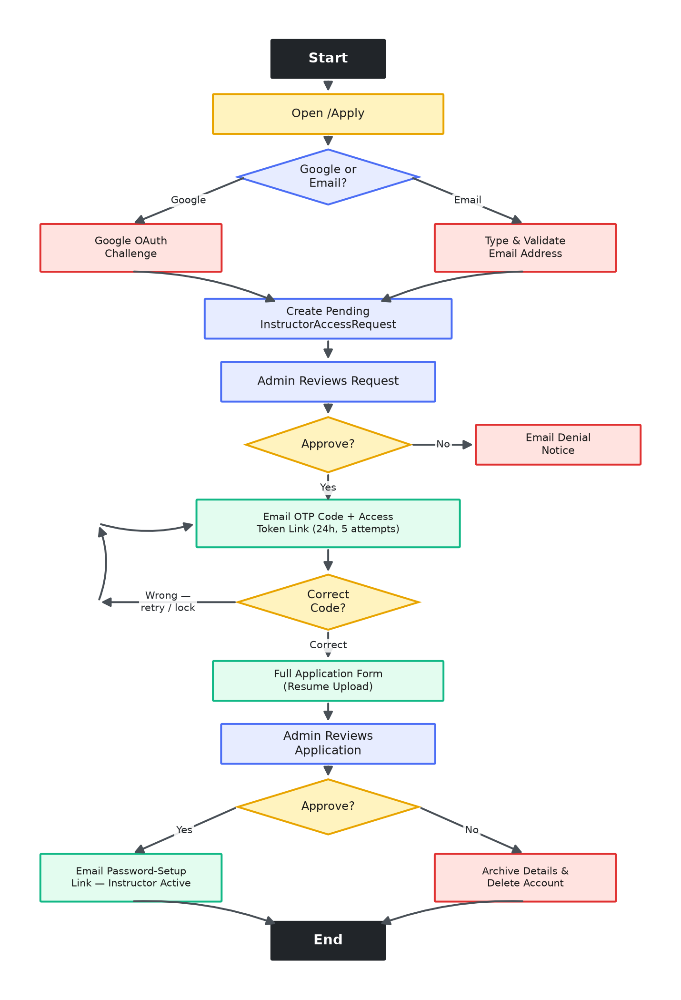 Start
Open /Apply
Google or
Email?
Google
Email
Google OAuth
Challenge
Type & Validate
Email Address
Create Pending
InstructorAccessRequest
Admin Reviews Request
Approve?
No
Email Denial
Notice
Yes
Email OTP Code + Access
Token Link (24h, 5 attempts)
Correct
Code?
Wrong —
retry / lock
Correct
Full Application Form
(Resume Upload)
Admin Reviews
Application
Approve?
Yes
No
Email Password-Setup
Link — Instructor Active
Archive Details &
Delete Account
End